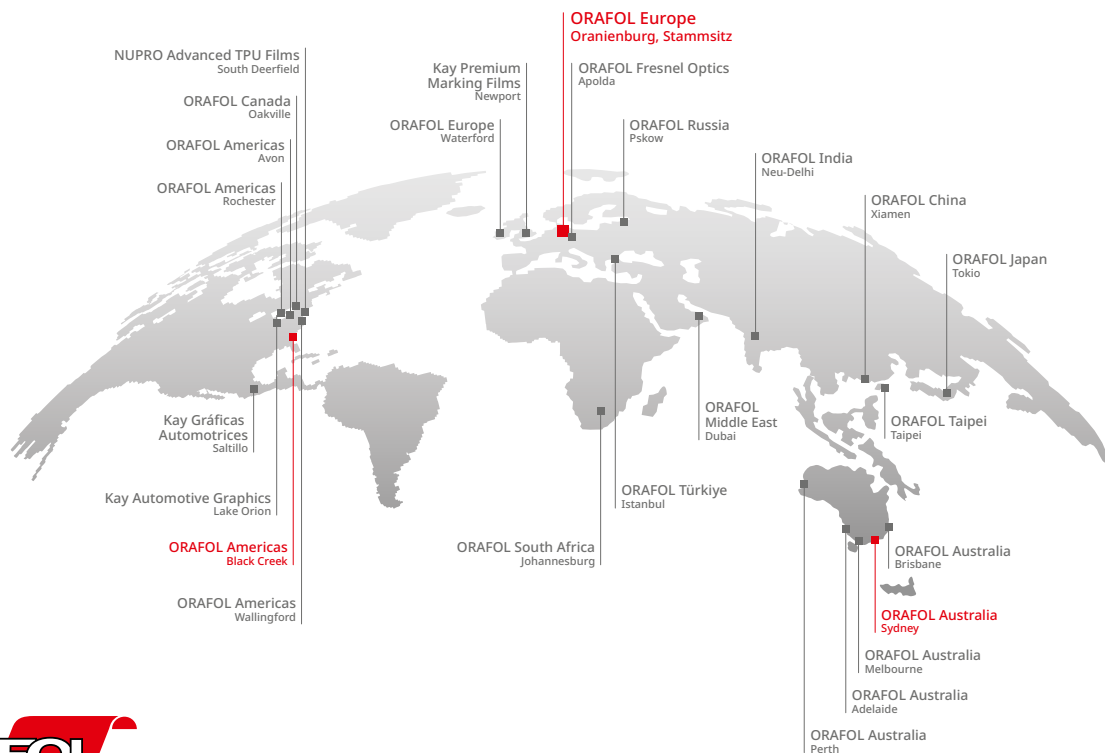 ORAFOL Europe
Oranienburg, Stammsitz
NUPRO Advanced TPU Films
South Deerfield
Kay Premium
Marking Films
Newport
ORAFOL Fresnel Optics
Apolda
ORAFOL Canada
Oakville
ORAFOL Europe
Waterford
ORAFOL Russia
Pskow
ORAFOL Americas
Avon
ORAFOL India
Neu-Delhi
ORAFOL Americas
Rochester
ORAFOL China
Xiamen
ORAFOL Japan
Tokio
Kay Gráficas
Automotrices
Saltillo
ORAFOL
Middle East
Dubai
ORAFOL Taipei
Taipei
Kay Automotive Graphics
Lake Orion
ORAFOL Türkiye
Istanbul
ORAFOL Americas
Black Creek
ORAFOL South Africa
Johannesburg
ORAFOL Australia
Brisbane
ORAFOL Americas
Wallingford
ORAFOL Australia
Sydney
ORAFOL Australia
Melbourne
ORAFOL Australia
Adelaide
ORAFOL Australia
Perth